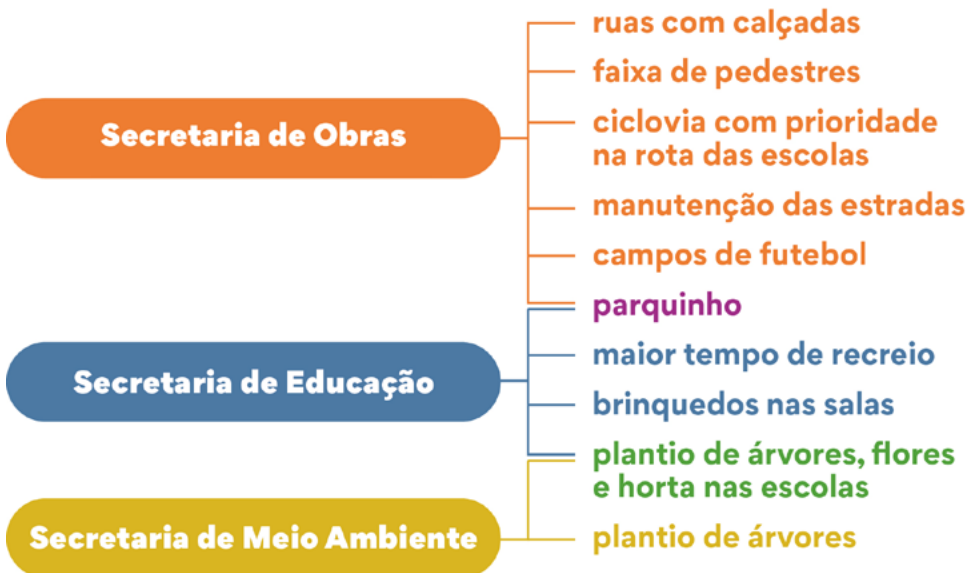 Secretaria de Obras
ruas com calçadas
faixa de pedestres
ciclovia com prioridade
na rota das escolas
manutenção das estradas
campos de futebol
parquinho
Secretaria de Educação
maior tempo de recreio
brinquedos nas salas
plantio de árvores, flores
e horta nas escolas
Secretaria de Meio Ambiente
plantio de árvores